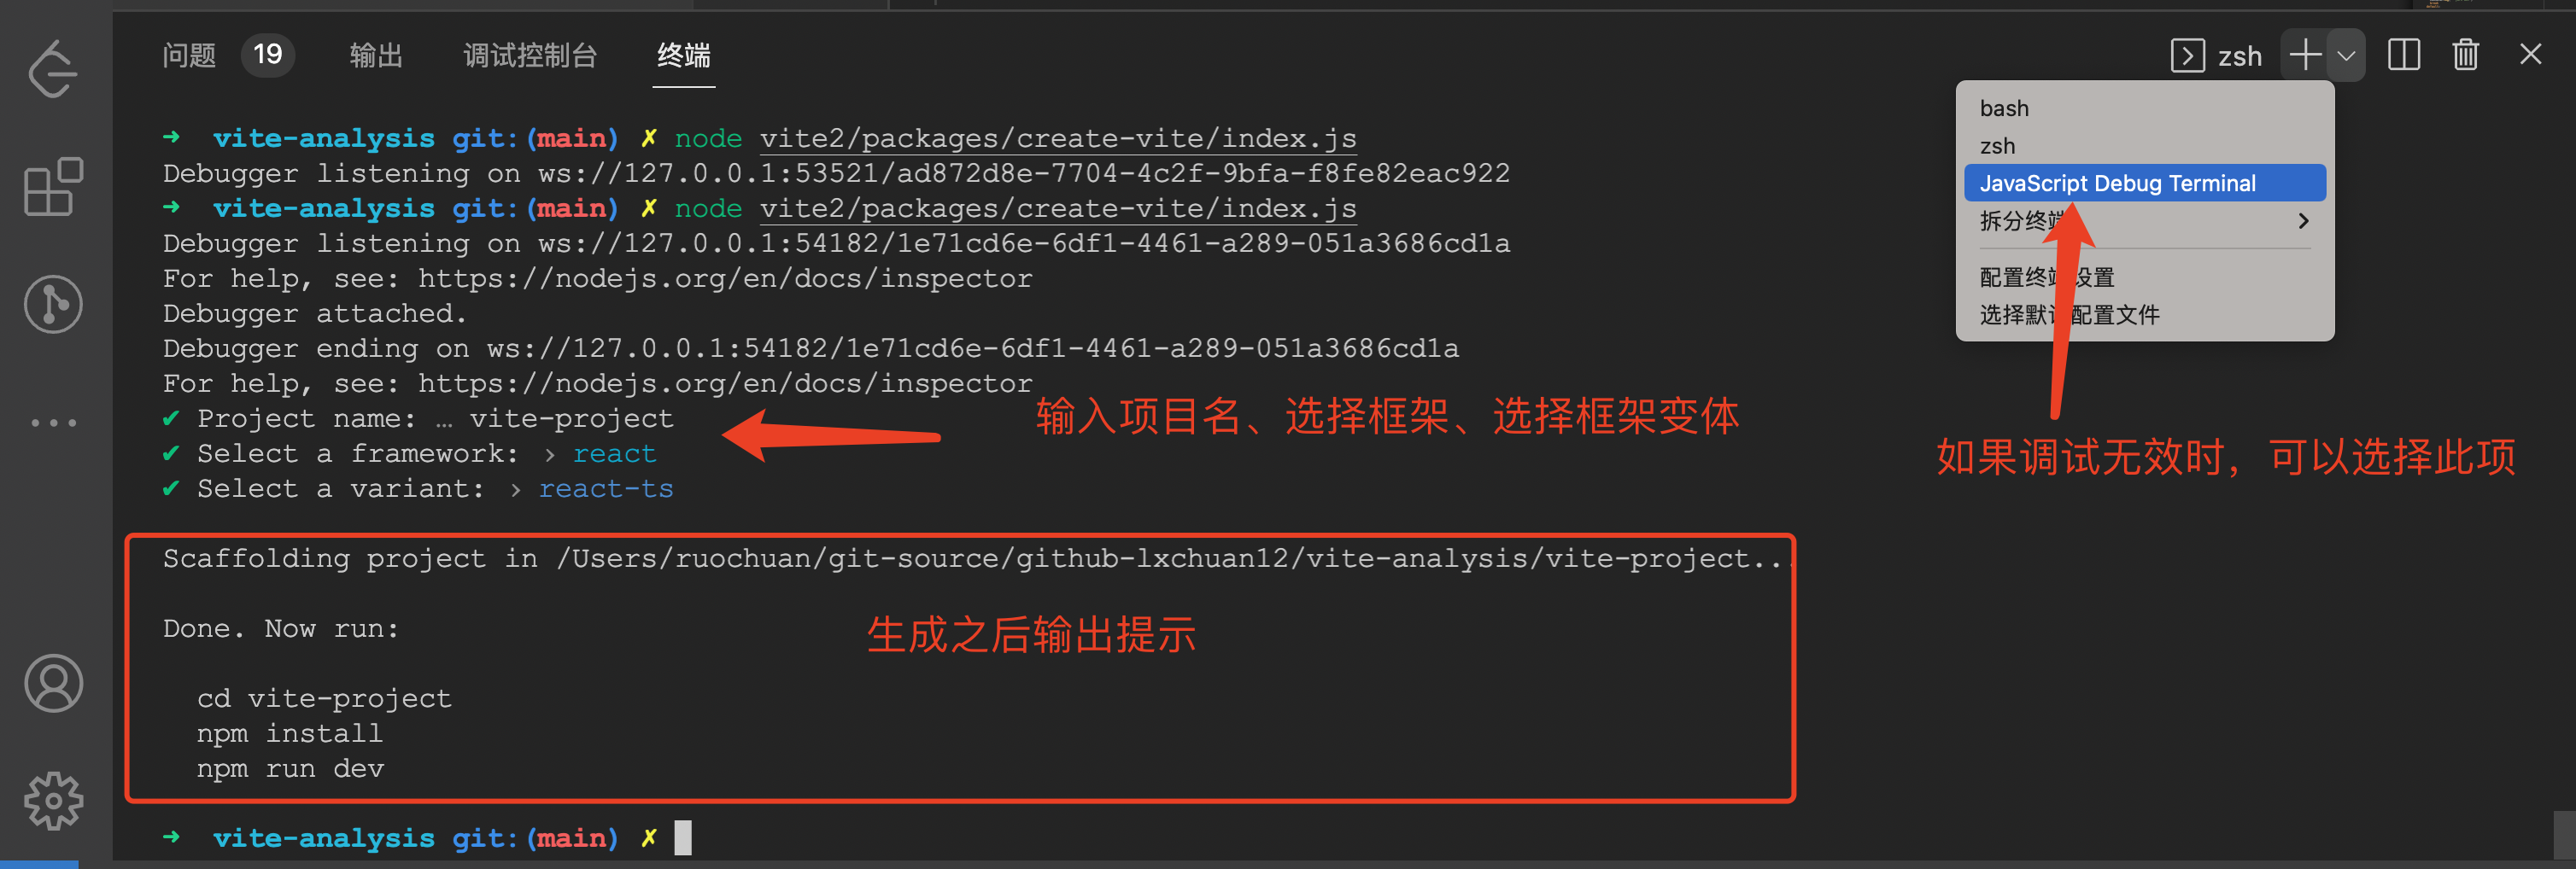 问题 19 输出 调试控制台 终端 zsh
bash
zsh
JavaScript Debug Terminal
拆分终端
配置终端设置
选择默认配置文件
如果调试无效时，可以选择此项
➜ vite-analysis git:(main) ✗ node vite2/packages/create-vite/index.js
Debugger listening on ws://127.0.0.1:53521/ad872d8e-7704-4c2f-9bfa-f8fe82eac922
➜ vite-analysis git:(main) ✗ node vite2/packages/create-vite/index.js
Debugger listening on ws://127.0.0.1:54182/1e71cd6e-6df1-4461-a289-051a3686cd1a
For help, see: https://nodejs.org/en/docs/inspector
Debugger attached.
Debugger ending on ws://127.0.0.1:54182/1e71cd6e-6df1-4461-a289-051a3686cd1a
For help, see: https://nodejs.org/en/docs/inspector
✔ Project name: … vite-project
✔ Select a framework: › react
✔ Select a variant: › react-ts
输入项目名、选择框架、选择框架变体
Scaffolding project in /Users/ruochuan/git-source/github-lxchuan12/vite-analysis/vite-project...
Done. Now run:
生成之后输出提示
cd vite-project
npm install
npm run dev
➜ vite-analysis git:(main) ✗